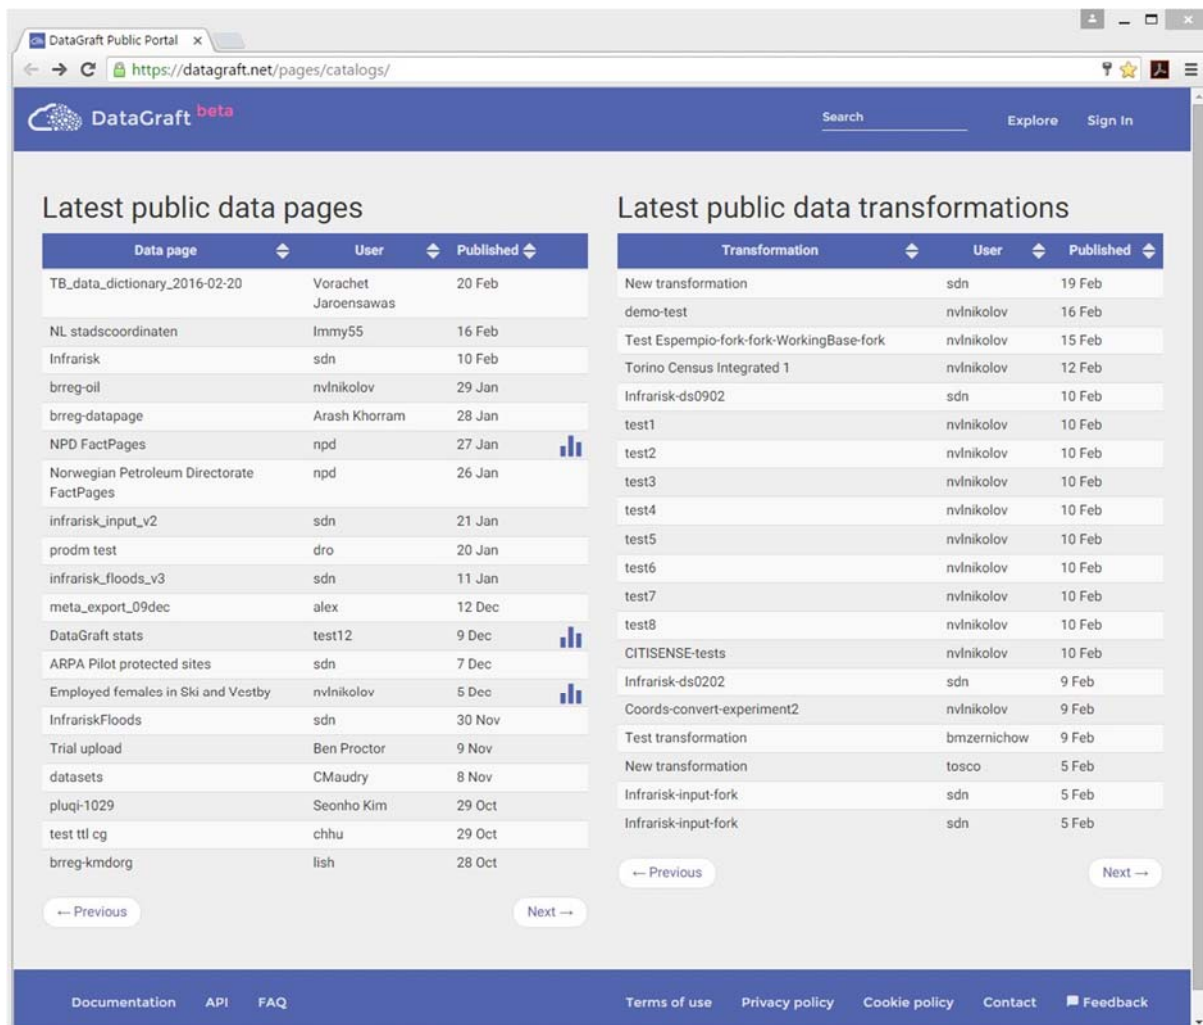 DataGraft Public Portal
https://datagraft.net/pages/catalogs/
DataGraft beta
Search Explore Sign In
Latest public data pages
Data page User Published
TB_data_dictionary_2016-02-20 Vorachet Jaroensawas 20 Feb
NL stadscoordinaten Immy55 16 Feb
Infrarisk sdn 10 Feb
brreg-oil nvlnikolov 29 Jan
brreg-datapage Arash Khorram 28 Jan
NPD FactPages npd 27 Jan
Norwegian Petroleum Directorate FactPages npd 26 Jan
infrarisk_input_v2 sdn 21 Jan
prodm test dro 20 Jan
infrarisk_floods_v3 sdn 11 Jan
meta_export_09dec alex 12 Dec
DataGraft stats test12 9 Dec
ARPA Pilot protected sites sdn 7 Dec
Employed females in Ski and Vestby nvlnikolov 5 Dec
InfrariskFloods sdn 30 Nov
Trial upload Ben Proctor 9 Nov
datasets CMaudry 8 Nov
pluqi-1029 Seonho Kim 29 Oct
test ttl cg chhu 29 Oct
brreg-kmdorg lish 28 Oct
← Previous Next →
Latest public data transformations
Transformation User Published
New transformation sdn 19 Feb
demo-test nvlnikolov 16 Feb
Test Espempio-fork-fork-WorkingBase-fork nvlnikolov 15 Feb
Torino Census Integrated 1 nvlnikolov 12 Feb
Infrarisk-ds0902 sdn 10 Feb
test1 nvlnikolov 10 Feb
test2 nvlnikolov 10 Feb
test3 nvlnikolov 10 Feb
test4 nvlnikolov 10 Feb
test5 nvlnikolov 10 Feb
test6 nvlnikolov 10 Feb
test7 nvlnikolov 10 Feb
test8 nvlnikolov 10 Feb
CITISENSE-tests nvlnikolov 10 Feb
Infrarisk-ds0202 sdn 9 Feb
Coords-convert-experiment2 nvlnikolov 9 Feb
Test transformation bmzernichow 9 Feb
New transformation tosco 5 Feb
Infrarisk-input-fork sdn 5 Feb
Infrarisk-input-fork sdn 5 Feb
← Previous Next →
Documentation API FAQ Terms of use Privacy policy Cookie policy Contact Feedback